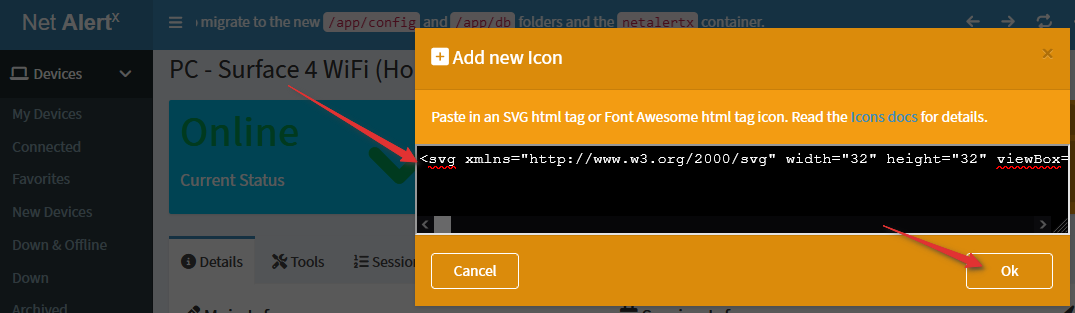 Net AlertX
ɔ migrate to the new /app/config and /app/db folders and the netalertx container.
Devices
My Devices
Connected
Favorites
New Devices
Down & Offline
Down
Archived
PC - Surface 4 WiFi (Ho
Online
Current Status
Details
Tools
Sessio
Add new Icon
×
Paste in an SVG html tag or Font Awesome html tag icon. Read the Icons docs for details.
<svg xmlns="http://www.w3.org/2000/svg" width="32" height="32" viewBox=
Cancel
Ok